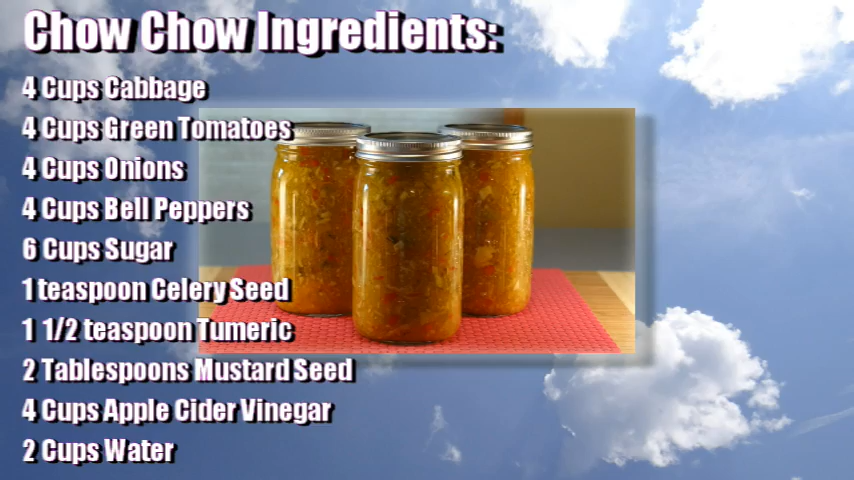 Chow Chow Ingredients:
4 Cups Cabbage
4 Cups Green Tomatoes
4 Cups Onions
4 Cups Bell Peppers
6 Cups Sugar
1 teaspoon Celery Seed
1 1/2 teaspoon Tumeric
2 Tablespoons Mustard Seed
4 Cups Apple Cider Vinegar
2 Cups Water